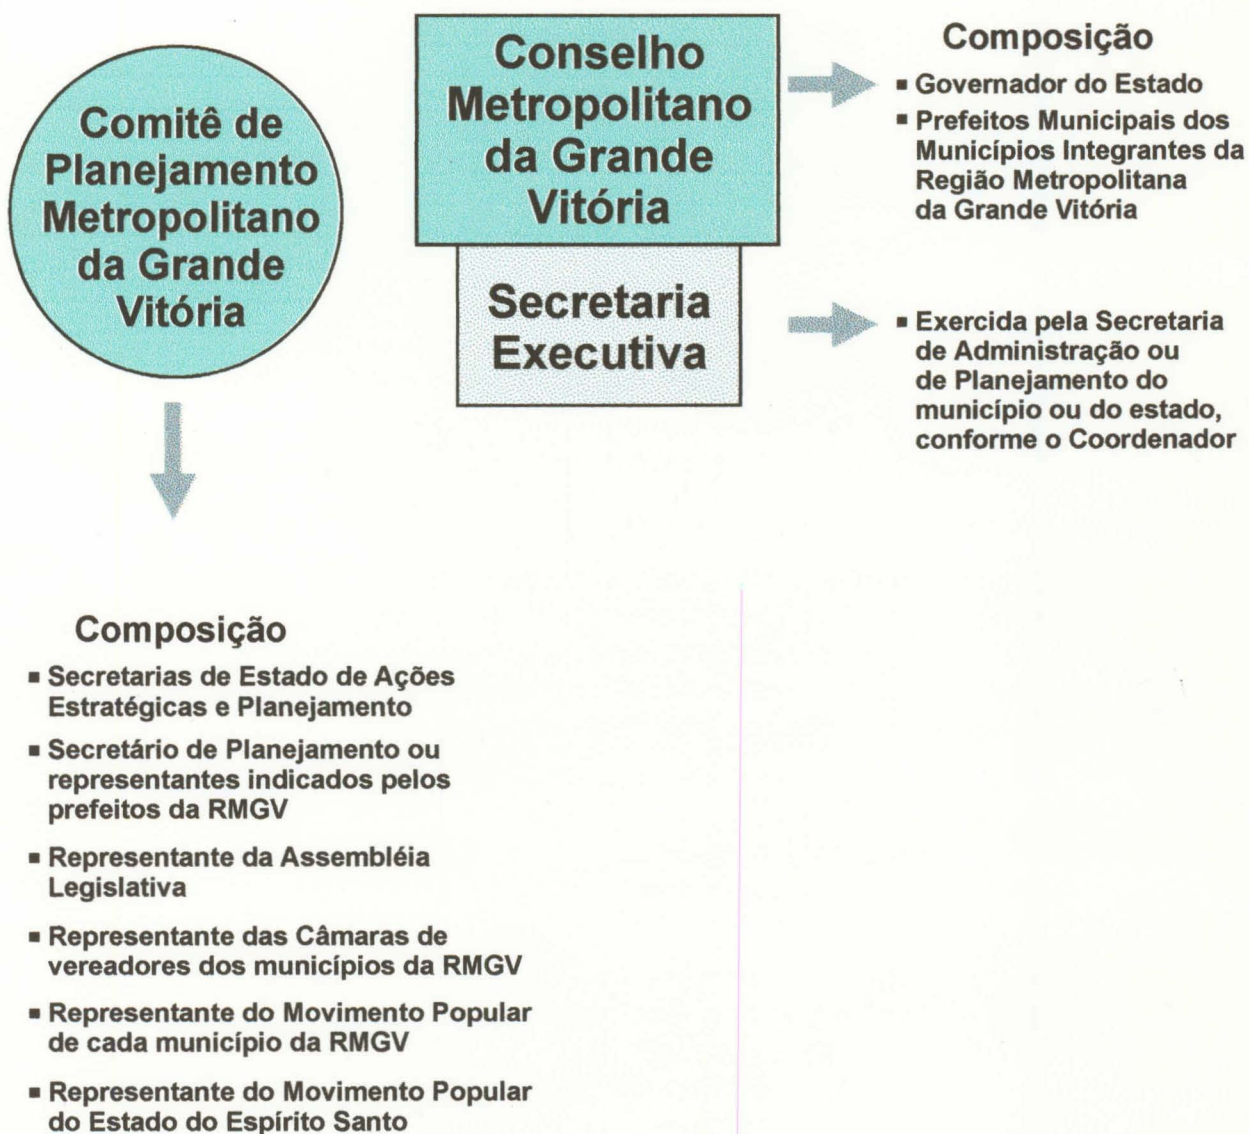 Comitê de
Planejamento
Metropolitano
da Grande
Vitória
Conselho
Metropolitano
da Grande
Vitória
Secretaria
Executiva
Composição
▪ Governador do Estado
▪ Prefeitos Municipais dos
Municípios Integrantes da
Região Metropolitana
da Grande Vitória
▪ Exercida pela Secretaria
de Administração ou
de Planejamento do
município ou do estado,
conforme o Coordenador
Composição
▪ Secretarias de Estado de Ações
Estratégicas e Planejamento
▪ Secretário de Planejamento ou
representantes indicados pelos
prefeitos da RMGV
▪ Representante da Assembléia
Legislativa
▪ Representante das Câmaras de
vereadores dos municípios da RMGV
▪ Representante do Movimento Popular
de cada município da RMGV
▪ Representante do Movimento Popular
do Estado do Espírito Santo